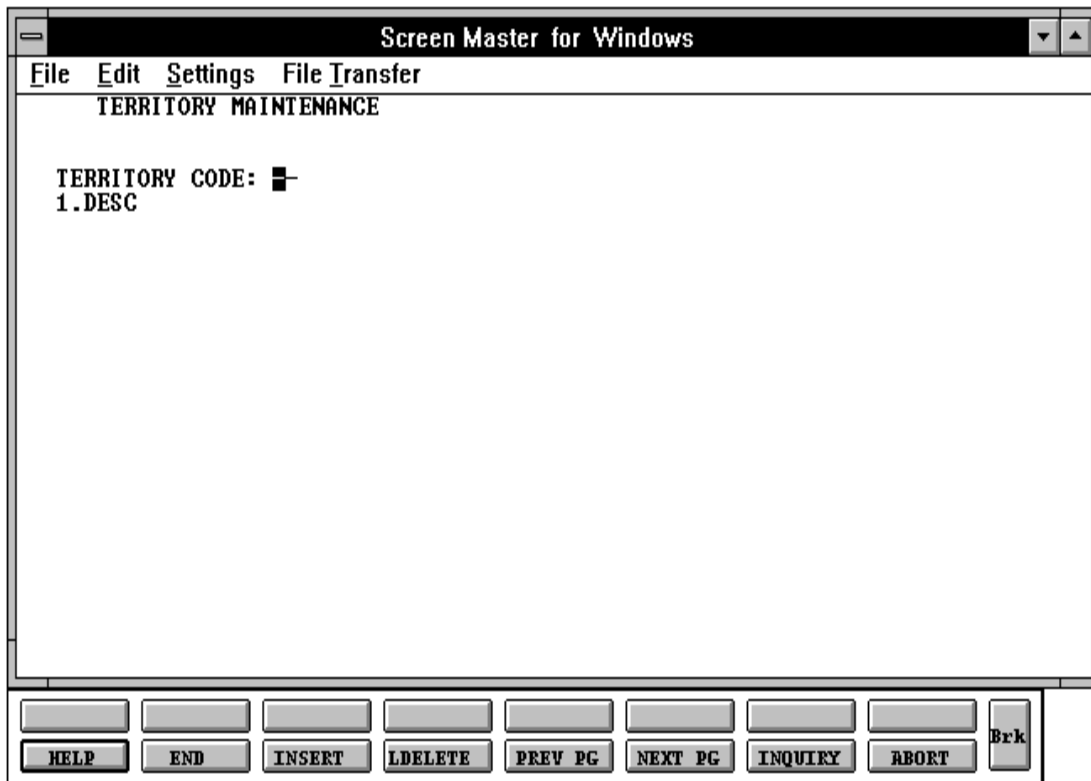 Screen Master for Windows
File Edit Settings File Transfer
TERRITORY MAINTENANCE
TERRITORY CODE:
1.DESC
Brk
HELP END INSERT LDELETE PREV PG NEXT PG INQUIRY ABORT